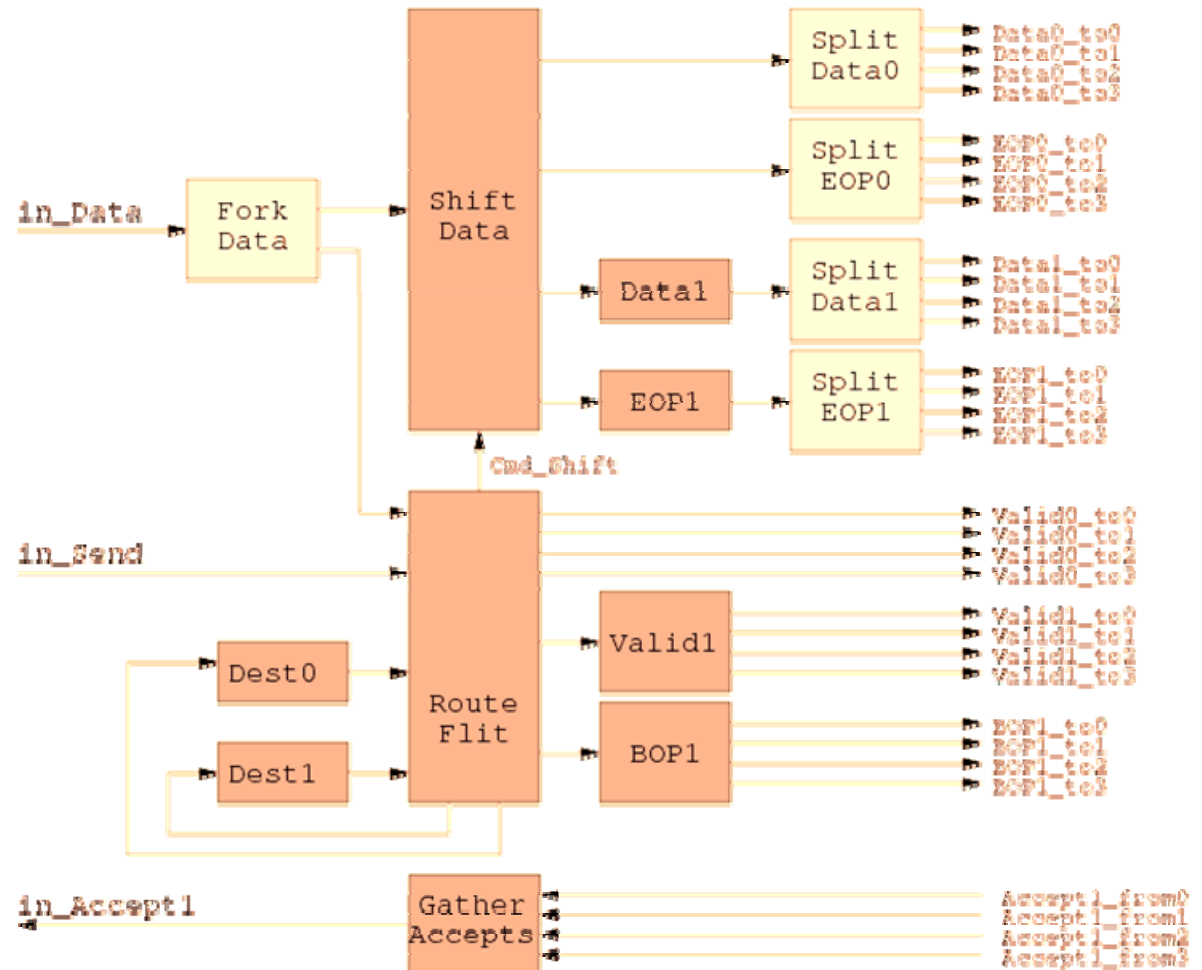 Split
Data0
Data0_to0
Data0_to1
Data0_to2
Data0_to3
Split
EOP0
EOP0_to0
EOP0_to1
EOP0_to2
EOP0_to3
Shift
Data
in_Data
Fork
Data
Data1
Split
Data1
Data1_to0
Data1_to1
Data1_to2
Data1_to3
EOP1
Split
EOP1
EOP1_to0
EOP1_to1
EOP1_to2
EOP1_to3
Cmd_Shift
Valid0_to0
Valid0_to1
Valid0_to2
Valid0_to3
in_Send
Valid1
Valid1_to0
Valid1_to1
Valid1_to2
Valid1_to3
Dest0
Route
Flit
Dest1
BOP1
BOP1_to0
BOP1_to1
BOP1_to2
BOP1_to3
in_Accept1
Gather
Accepts
Accept1_from0
Accept1_from1
Accept1_from2
Accept1_from3